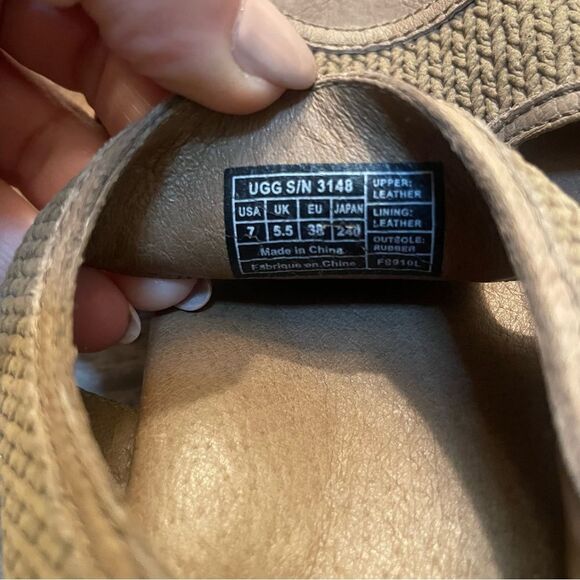 UGG S/N 3148
USA UK EU JAPAN
7 5.5 38 240
Made in China
Fabrique en Chine
UPPER:
LEATHER
LINING:
LEATHER
OUTSOLE:
RUBBER
FS010L